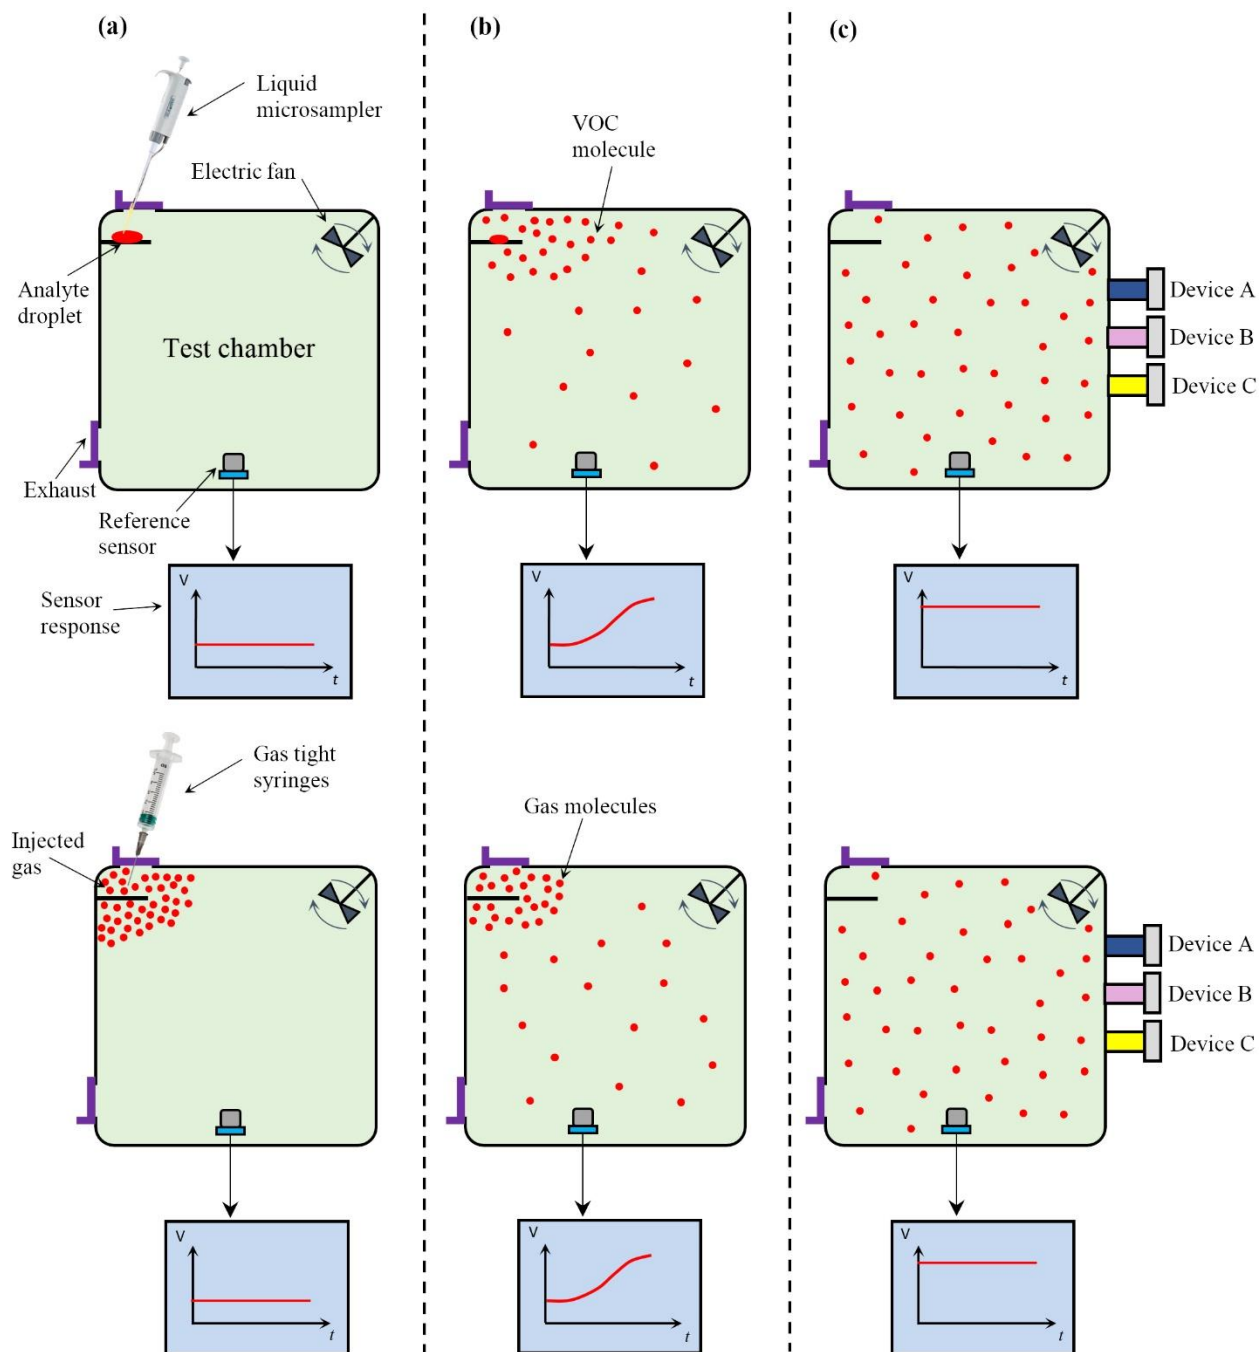 (a)
(b)
(c)
Liquid
microsampler
Electric fan
Analyte
droplet
Test chamber
Exhaust
Reference
sensor
Sensor
response
V
t
VOC
molecule
V
t
Device A
Device B
Device C
V
t
Gas tight
syringes
Injected
gas
V
t
Gas molecules
V
t
Device A
Device B
Device C
V
t